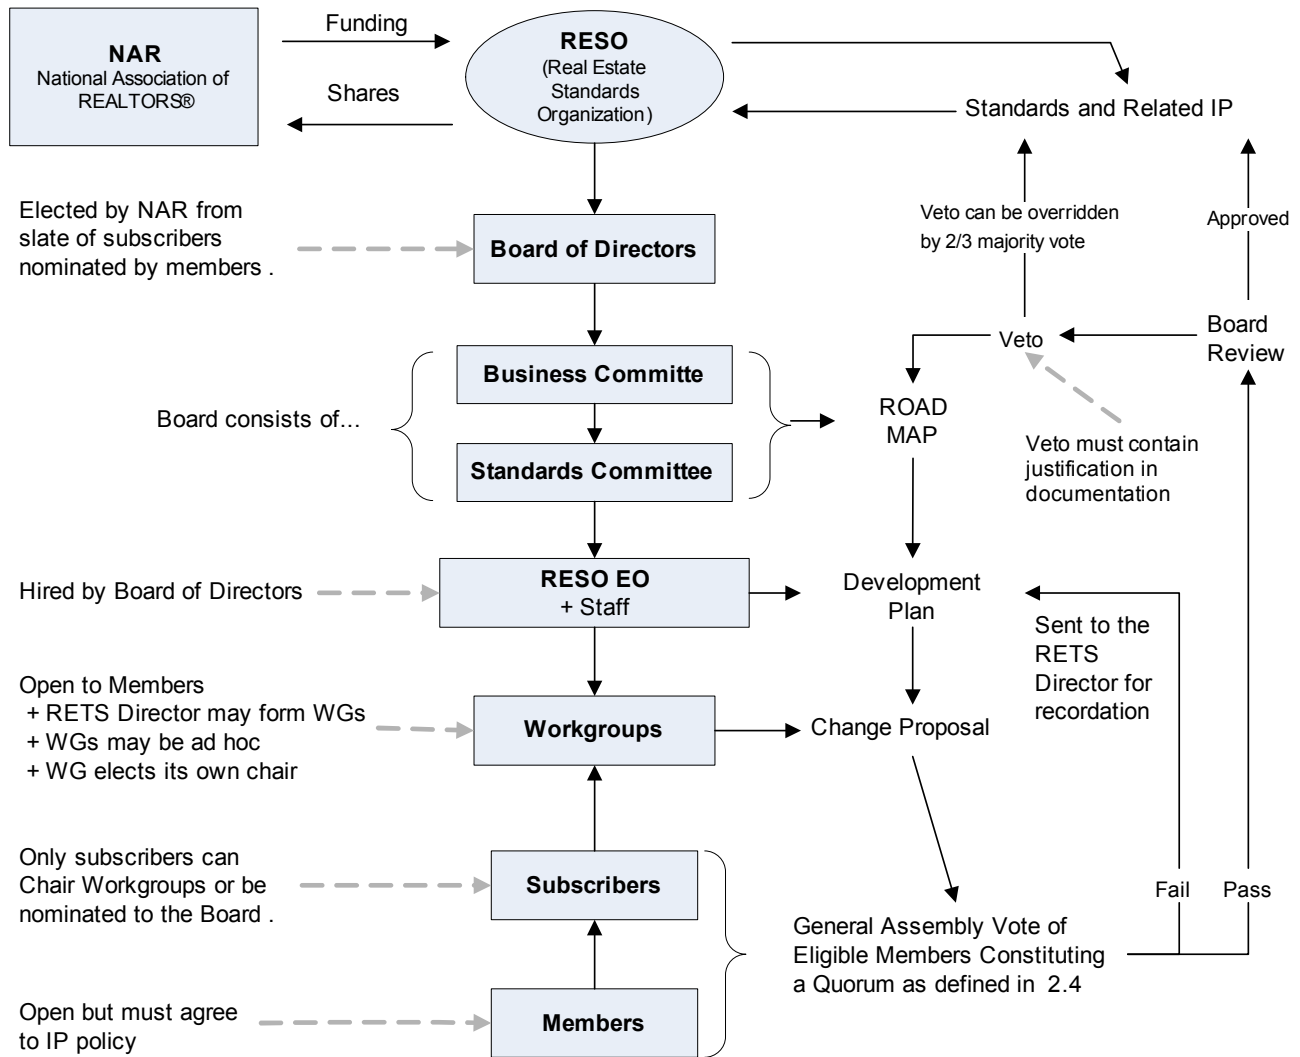 Funding
NAR
National Association of
REALTORS®
RESO
(Real Estate
Standards
Organization)
Shares
Standards and Related IP
Elected by NAR from
slate of subscribers
nominated by members .
Board of Directors
Veto can be overridden
by 2/3 majority vote
Approved
Veto
Board
Review
Business Committe
Board consists of...
Standards Committee
ROAD
MAP
Veto must contain
justification in
documentation
Hired by Board of Directors
RESO EO
+ Staff
Development
Plan
Sent to the
RETS
Director for
recordation
Open to Members
+ RETS Director may form WGs
+ WGs may be ad hoc
+ WG elects its own chair
Workgroups
Change Proposal
Only subscribers can
Chair Workgroups or be
nominated to the Board .
Subscribers
Fail
Pass
General Assembly Vote of
Eligible Members Constituting
a Quorum as defined in 2.4
Open but must agree
to IP policy
Members